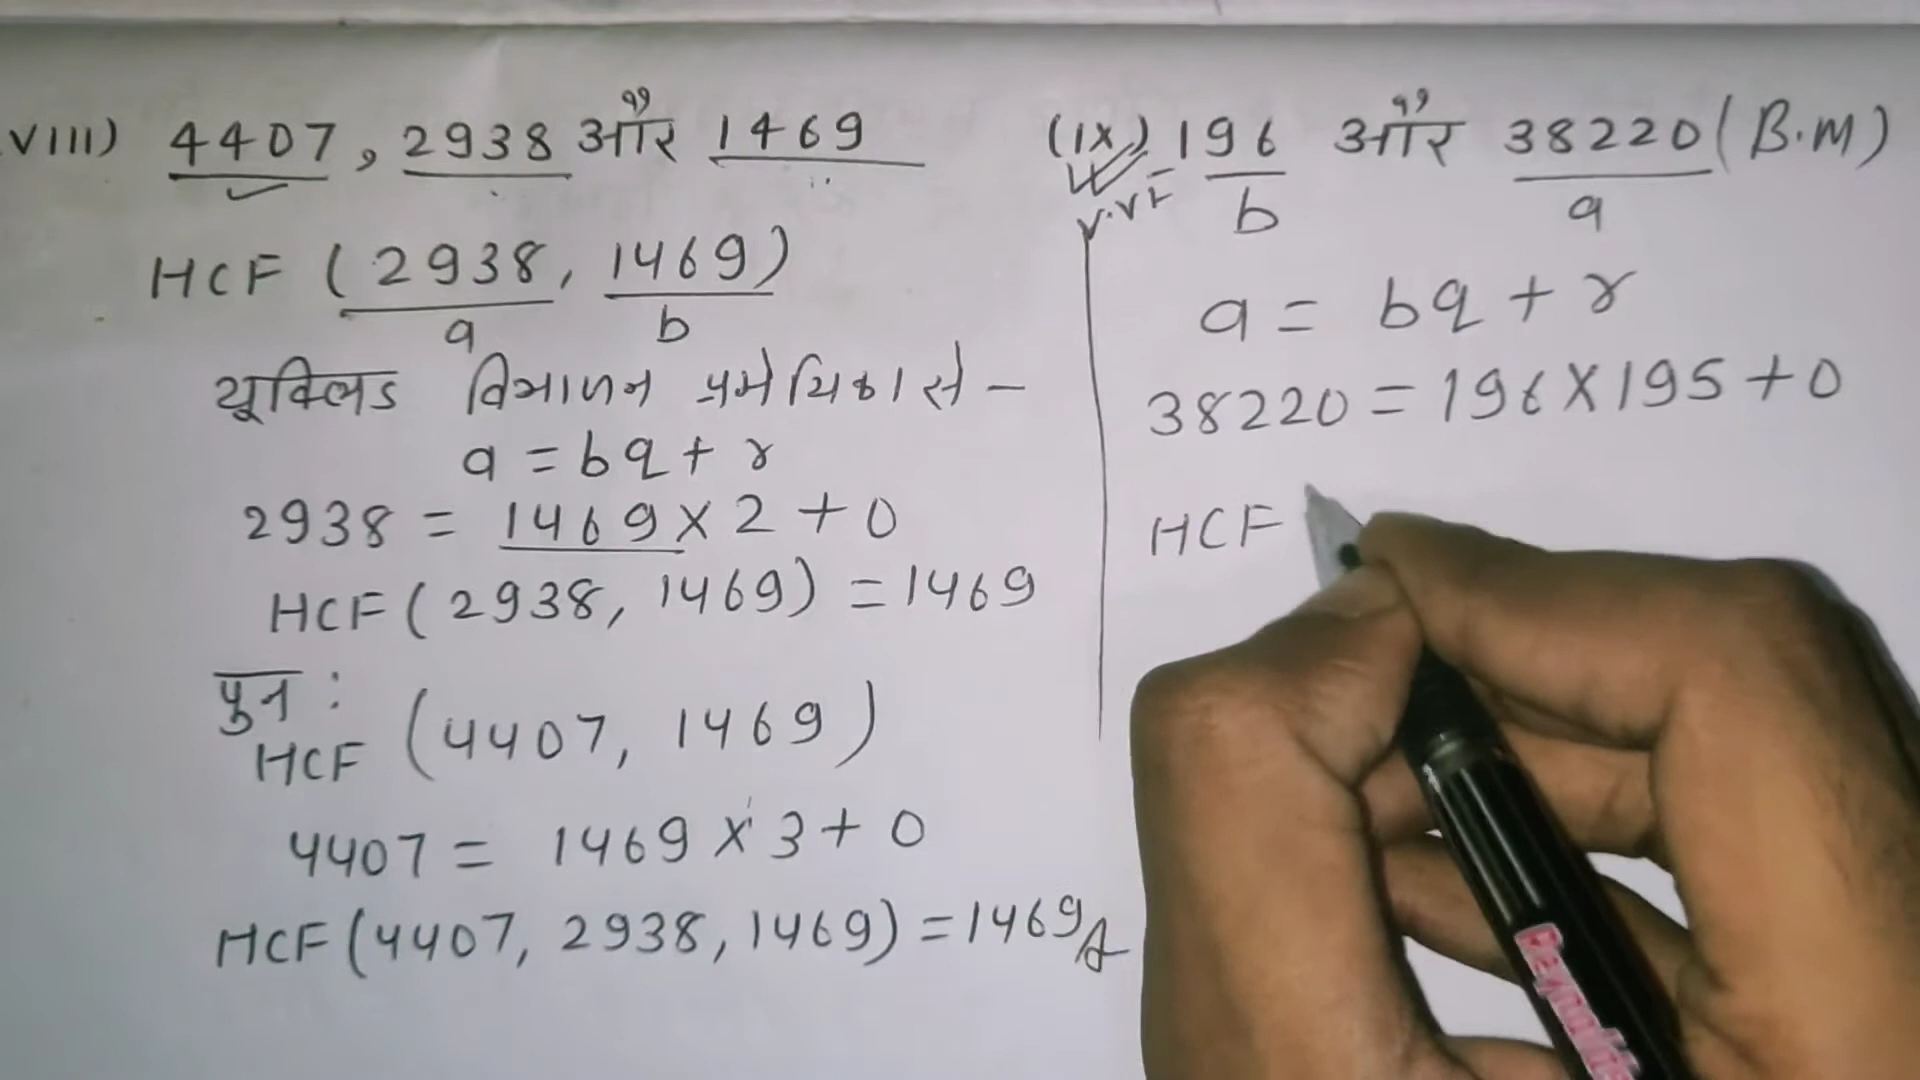 VIII) 4407, 2938 और 1469
HCF (2938, 1469)
a b
यूक्लिड विभाजन प्रमेयिका से –
a = bq + r
2938 = 1469 × 2 + 0
HCF (2938, 1469) = 1469
पुन :
HCF (4407, 1469)
4407 = 1469 × 3 + 0
HCF (4407, 2938, 1469) = 1469
(ix) 196 और 38220 (B.M)
b a
a = bq + r
38220 = 196 × 195 + 0
HCF